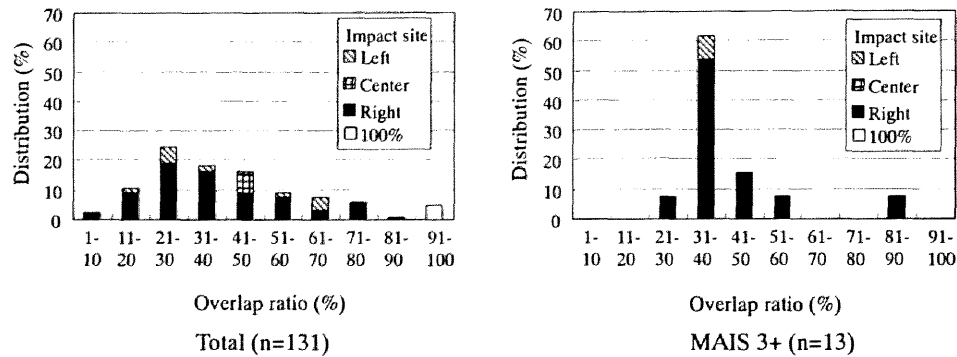 70
60
50
40
30
20
10
0
Distribution (%)
Impact site
Left
Center
Right
100%
1-10
11-20
21-30
31-40
41-50
51-60
61-70
71-80
81-90
91-100
Overlap ratio (%)
Total (n=131)
70
60
50
40
30
20
10
0
Distribution (%)
Impact site
Left
Center
Right
100%
1-10
11-20
21-30
31-40
41-50
51-60
61-70
71-80
81-90
91-100
Overlap ratio (%)
MAIS 3+ (n=13)